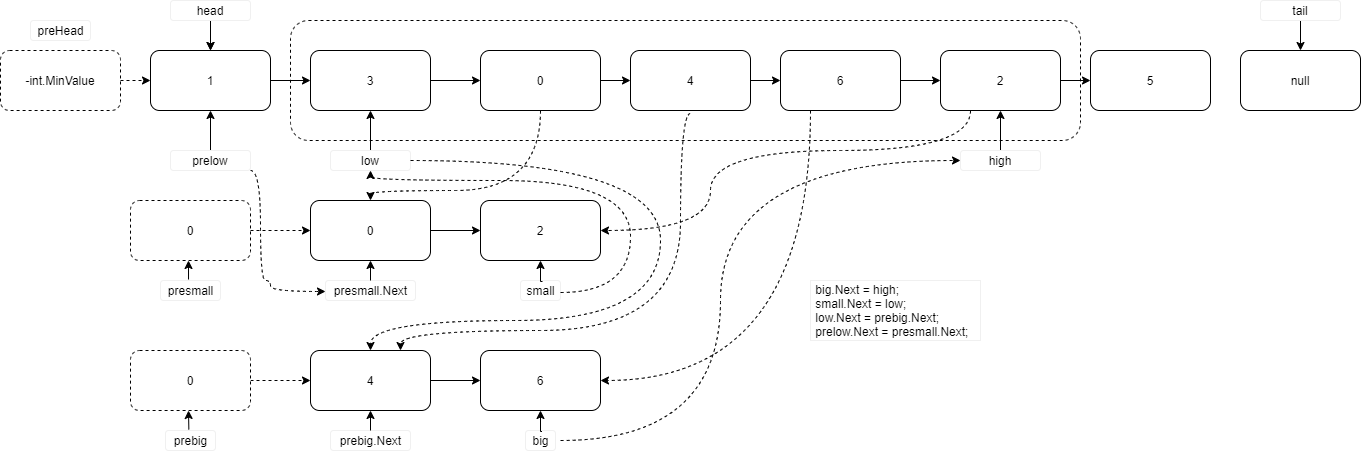 head
tail
preHead
-int.MinValue
1
3
0
4
6
2
5
null
prelow
low
high
0
0
2
presmall
presmall.Next
small
big.Next = high;
small.Next = low;
low.Next = prebig.Next;
prelow.Next = presmall.Next;
0
4
6
prebig
prebig.Next
big